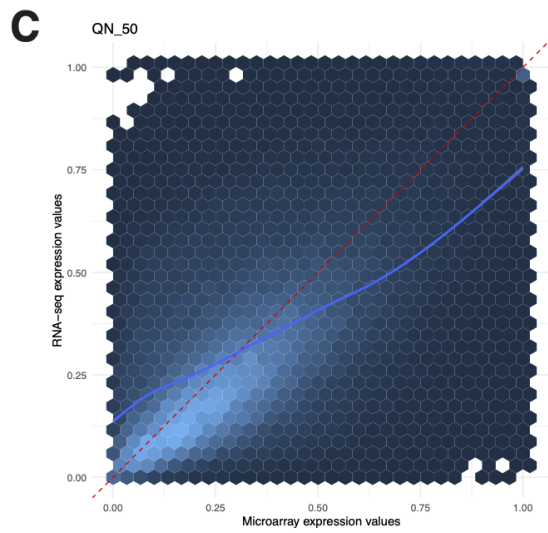 C
QN_50
1.00
0.75
0.50
0.25
0.00
RNA−seq expression values
0.00 0.25 0.50 0.75 1.00
Microarray expression values